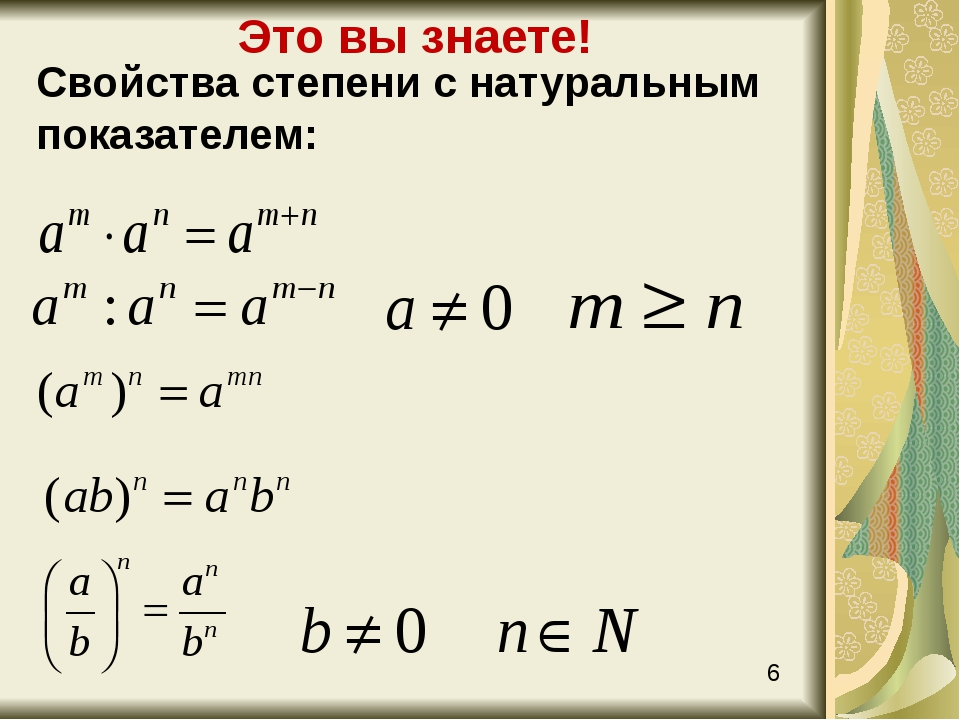 Это вы знаете!
Свойства степени с натуральным
показателем:
a^m · a^n = a^{m+n}
a^m : a^n = a^{m−n} a ≠ 0 m ≥ n
(a^m)^n = a^{mn}
(ab)^n = a^n b^n
(a/b)^n = a^n/b^n b ≠ 0 n ∈ N
6